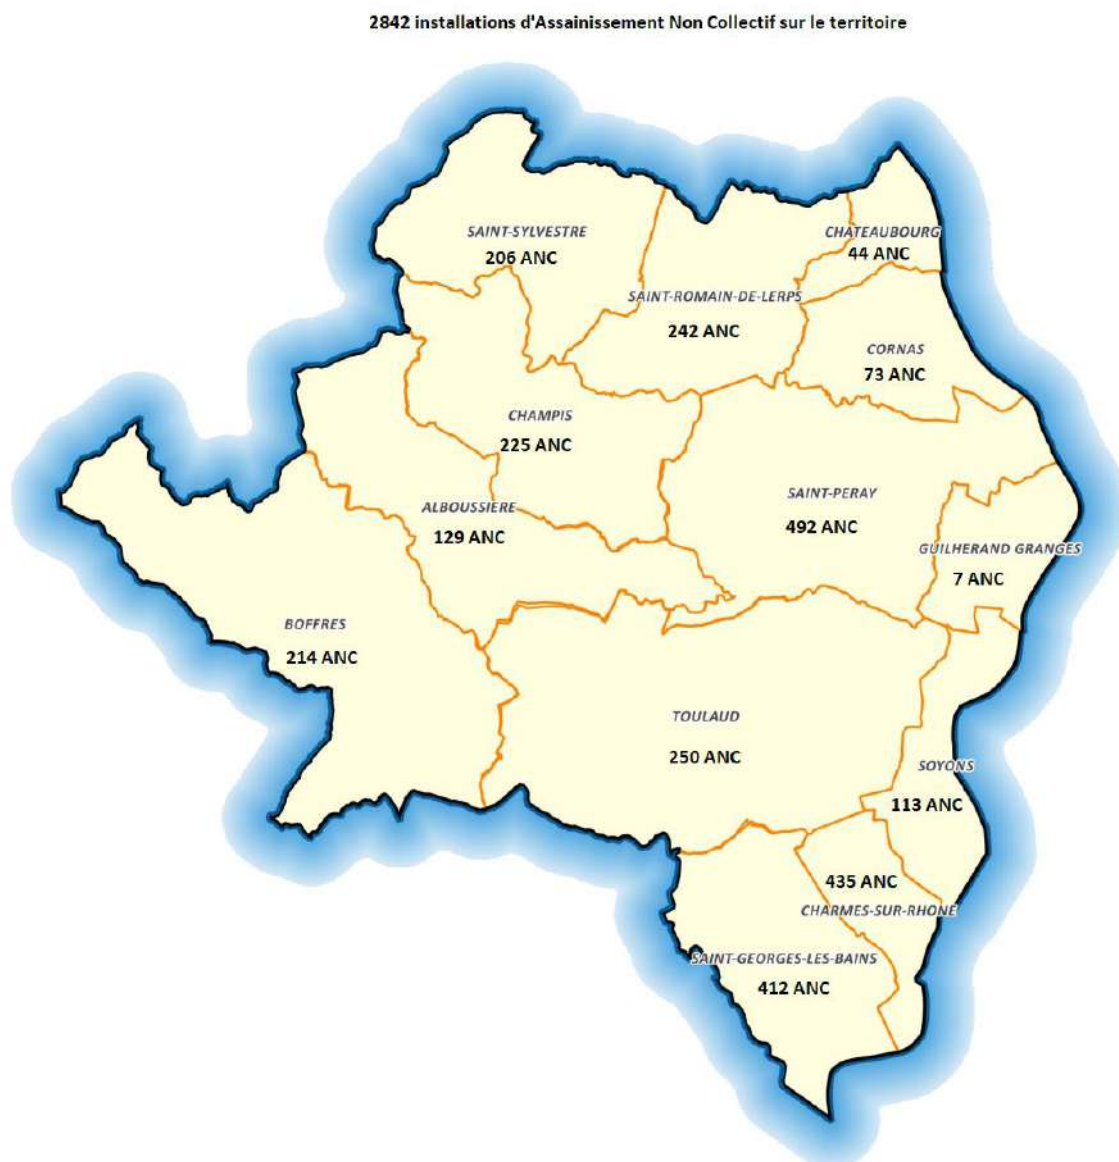 2842 installations d'Assainissement Non Collectif sur le territoire
SAINT-SYLVESTRE
206 ANC
CHATEAUBOURG
44 ANC
SAINT-ROMAIN-DE-LERPS
242 ANC
CORNAS
73 ANC
CHAMPIS
225 ANC
SAINT-PERAY
492 ANC
ALBOUSSIERE
129 ANC
GUILHERAND GRANGES
7 ANC
BOFFRES
214 ANC
TOULAUD
250 ANC
SOYONS
113 ANC
435 ANC
CHARMES-SUR-RHONE
SAINT-GEORGES-LES-BAINS
412 ANC